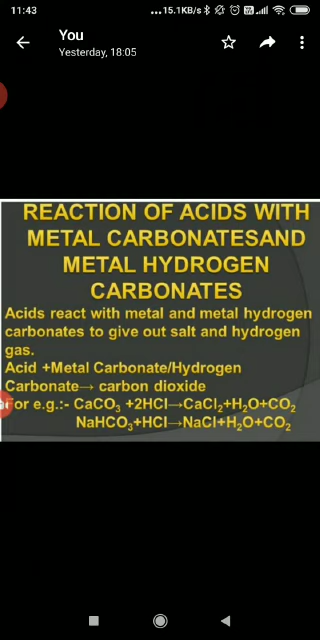 11:43
...15.1KB/s
You
Yesterday, 18:05
REACTION OF ACIDS WITH
METAL CARBONATESAND
METAL HYDROGEN
CARBONATES
Acids react with metal and metal hydrogen
carbonates to give out salt and hydrogen
gas.
Acid +Metal Carbonate/Hydrogen
Carbonate→ carbon dioxide
For e.g.:- CaCO₃ +2HCl→CaCl₂+H₂O+CO₂
NaHCO₃+HCl→NaCl+H₂O+CO₂